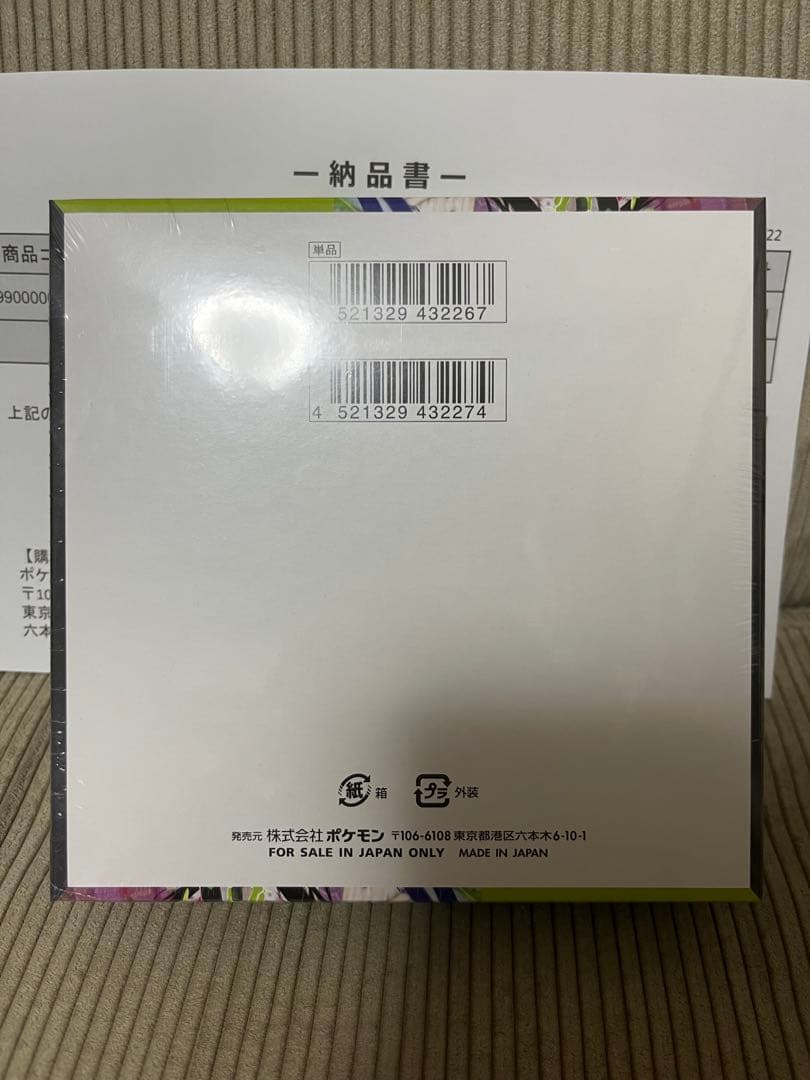 ー納品書ー
22
商品コ
9900000
単品
521329 432267
4 521329 432274
上記の
【購
ポケ
〒10
東京
六本
紙 箱
プラ 外装
発売元 株式会社ポケモン 〒106-6108 東京都港区六本木6-10-1
FOR SALE IN JAPAN ONLY MADE IN JAPAN